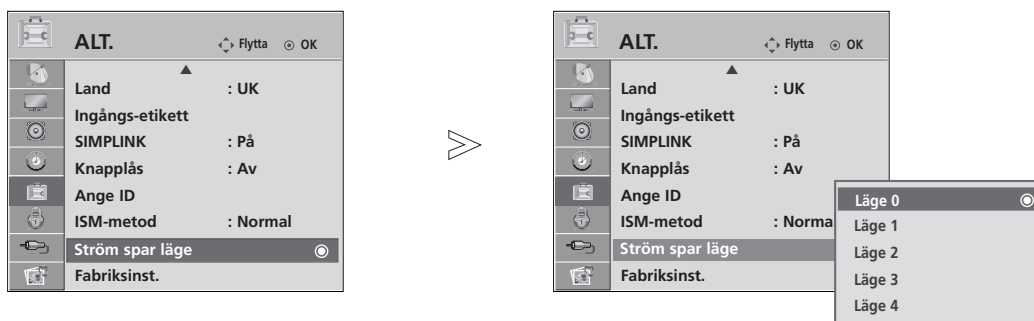 ALT. Flytta OK
Land : UK
Ingångs-etikett
SIMPLINK : På
Knapplås : Av
Ange ID
ISM-metod : Normal
Ström spar läge
Fabriksinst.
ALT. Flytta OK
Land : UK
Ingångs-etikett
SIMPLINK : På
Knapplås : Av
Ange ID
ISM-metod : Norma
Ström spar läge
Fabriksinst.
Läge 0
Läge 1
Läge 2
Läge 3
Läge 4